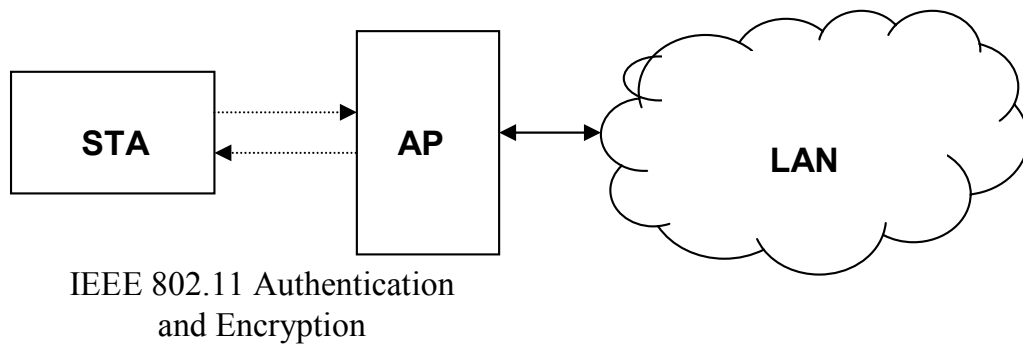 STA
AP
LAN
IEEE 802.11 Authentication
and Encryption